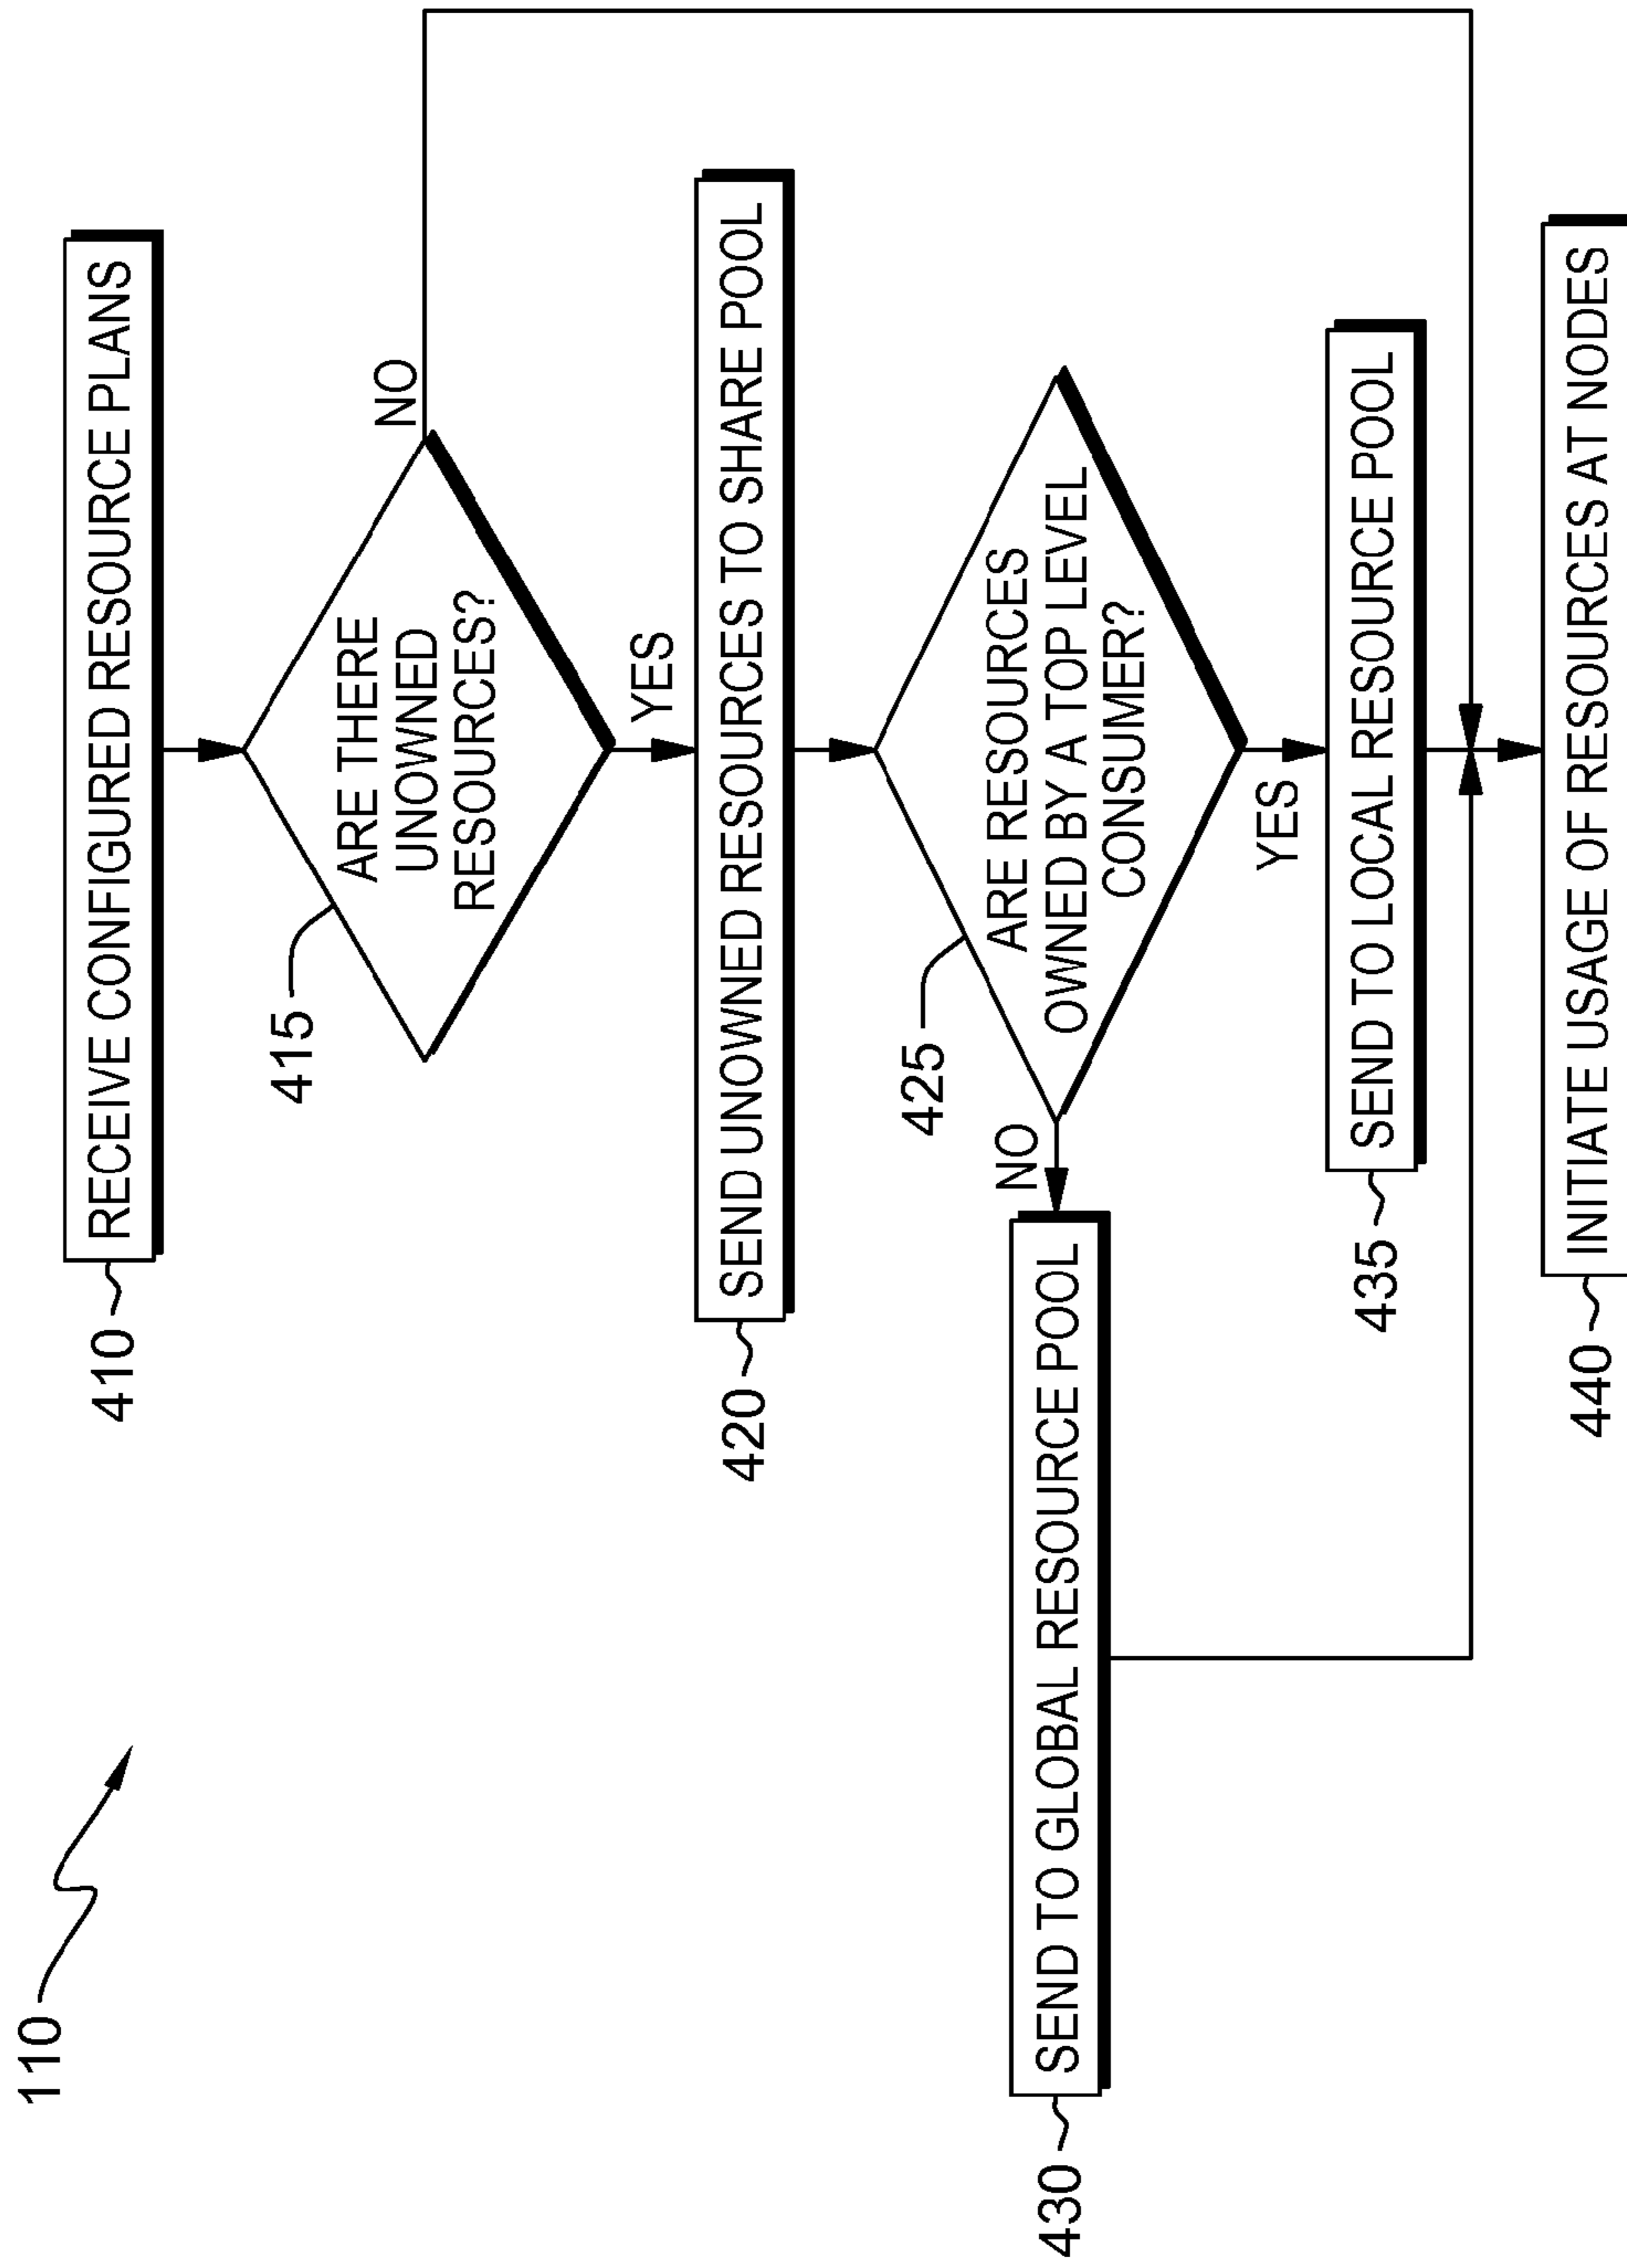 110
410
RECEIVE CONFIGURED RESOURCE PLANS
415
ARE THERE
UNOWNED
RESOURCES?
NO
YES
420
SEND UNOWNED RESOURCES TO SHARE POOL
425
ARE RESOURCES
OWNED BY A TOP LEVEL
CONSUMER?
NO
YES
430
SEND TO GLOBAL RESOURCE POOL
435
SEND TO LOCAL RESOURCE POOL
440
INITIATE USAGE OF RESOURCES AT NODES